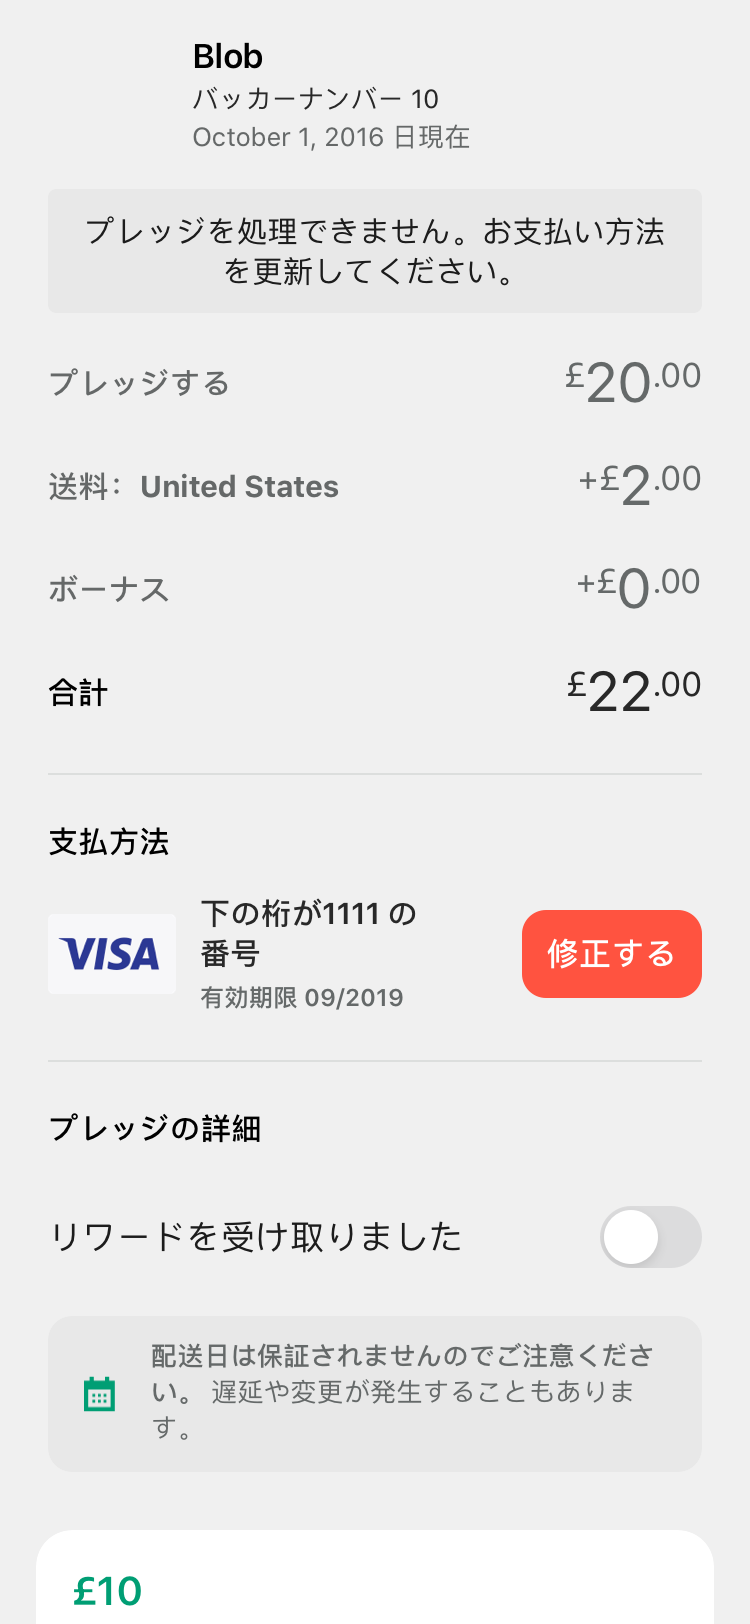 Blob
バッカーナンバー 10
October 1, 2016 日現在
プレッジを処理できません。お支払い方法
を更新してください。
プレッジする £20.00
送料： United States +£2.00
ボーナス +£0.00
合計 £22.00
支払方法
VISA
下の桁が1111 の
番号
有効期限 09/2019
修正する
プレッジの詳細
リワードを受け取りました
配送日は保証されませんのでご注意くださ
い。 遅延や変更が発生することもありま
す。
£10